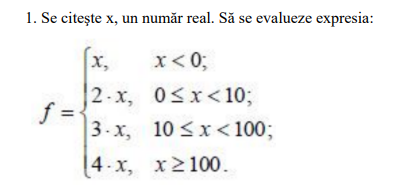 1. Se citește x, un număr real. Să se evalueze expresia:
x, x < 0;
2 · x, 0 ≤ x < 10;
f =
3 · x, 10 ≤ x < 100;
4 · x, x ≥ 100.